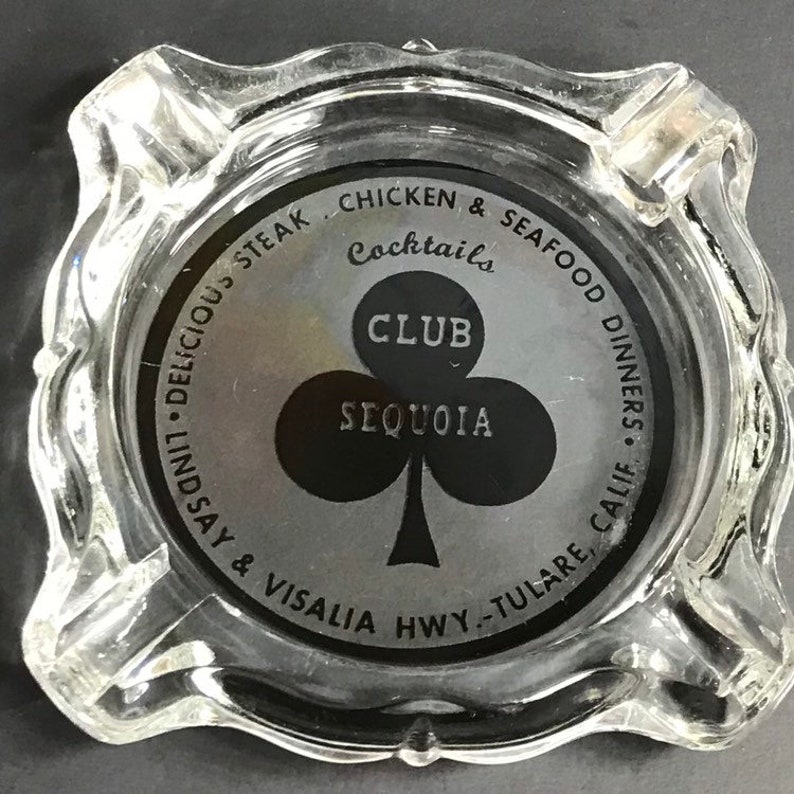 • DELICIOUS STEAK . CHICKEN & SEAFOOD DINNERS •
Cocktails
CLUB
SEQUOIA
LINDSAY & VISALIA HWY.-TULARE, CALIF.